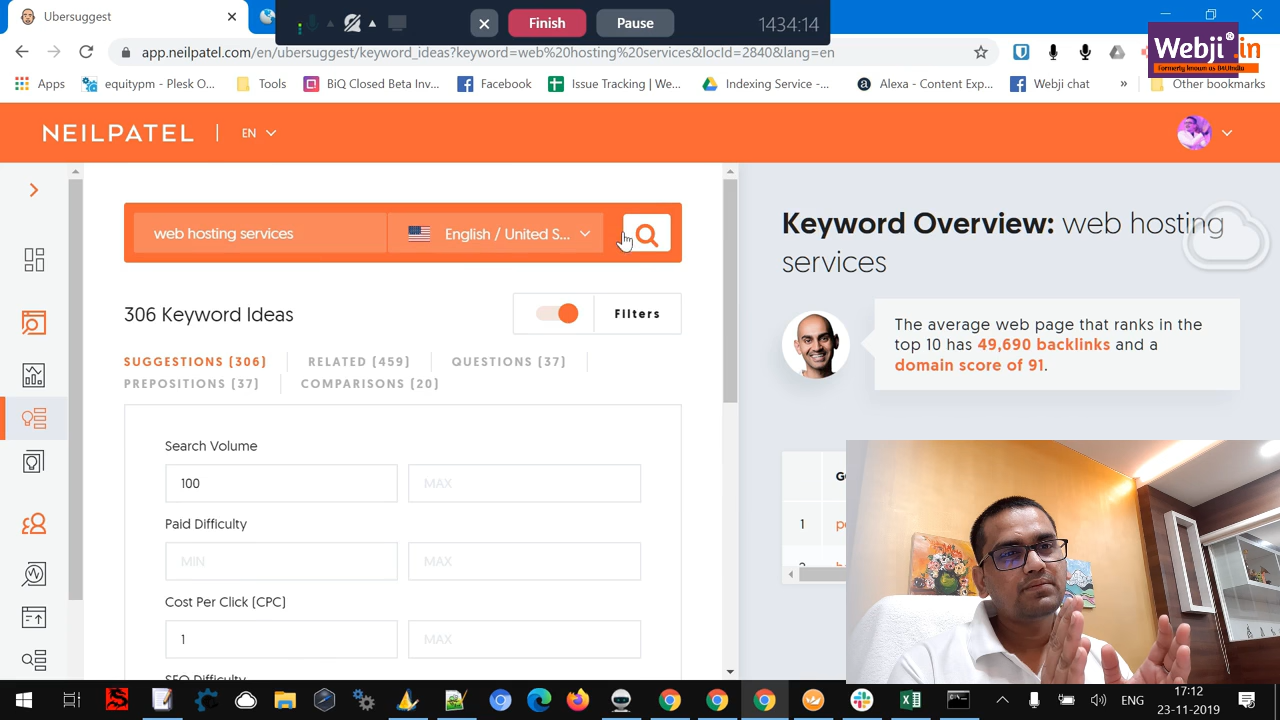 Ubersuggest
Finish
Pause
1434:14
app.neilpatel.com/en/ubersuggest/keyword_ideas?keyword=web%20hosting%20services&locId=2840&lang=en
Webji®.in
Formerly known as B4UIndia
Apps
equitypm - Plesk O...
Tools
BiQ Closed Beta Inv...
Facebook
Issue Tracking | We...
Indexing Service -...
Alexa - Content Exp...
Webji chat
»
Other bookmarks
NEILPATEL
EN
web hosting services
English / United S...
306 Keyword Ideas
Filters
SUGGESTIONS (306)
RELATED (459)
QUESTIONS (37)
PREPOSITIONS (37)
COMPARISONS (20)
Search Volume
100
MAX
Paid Difficulty
MIN
MAX
Cost Per Click (CPC)
1
MAX
SEO Difficulty
Keyword Overview: web hosting
services
The average web page that ranks in the
top 10 has 49,690 backlinks and a
domain score of 91.
1
ENG
17:12
23-11-2019